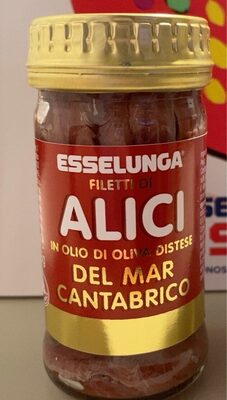 ESSELUNGA
FILETTI DI
ALICI
IN OLIO DI OLIVA DISTESE
DEL MAR
CANTABRICO